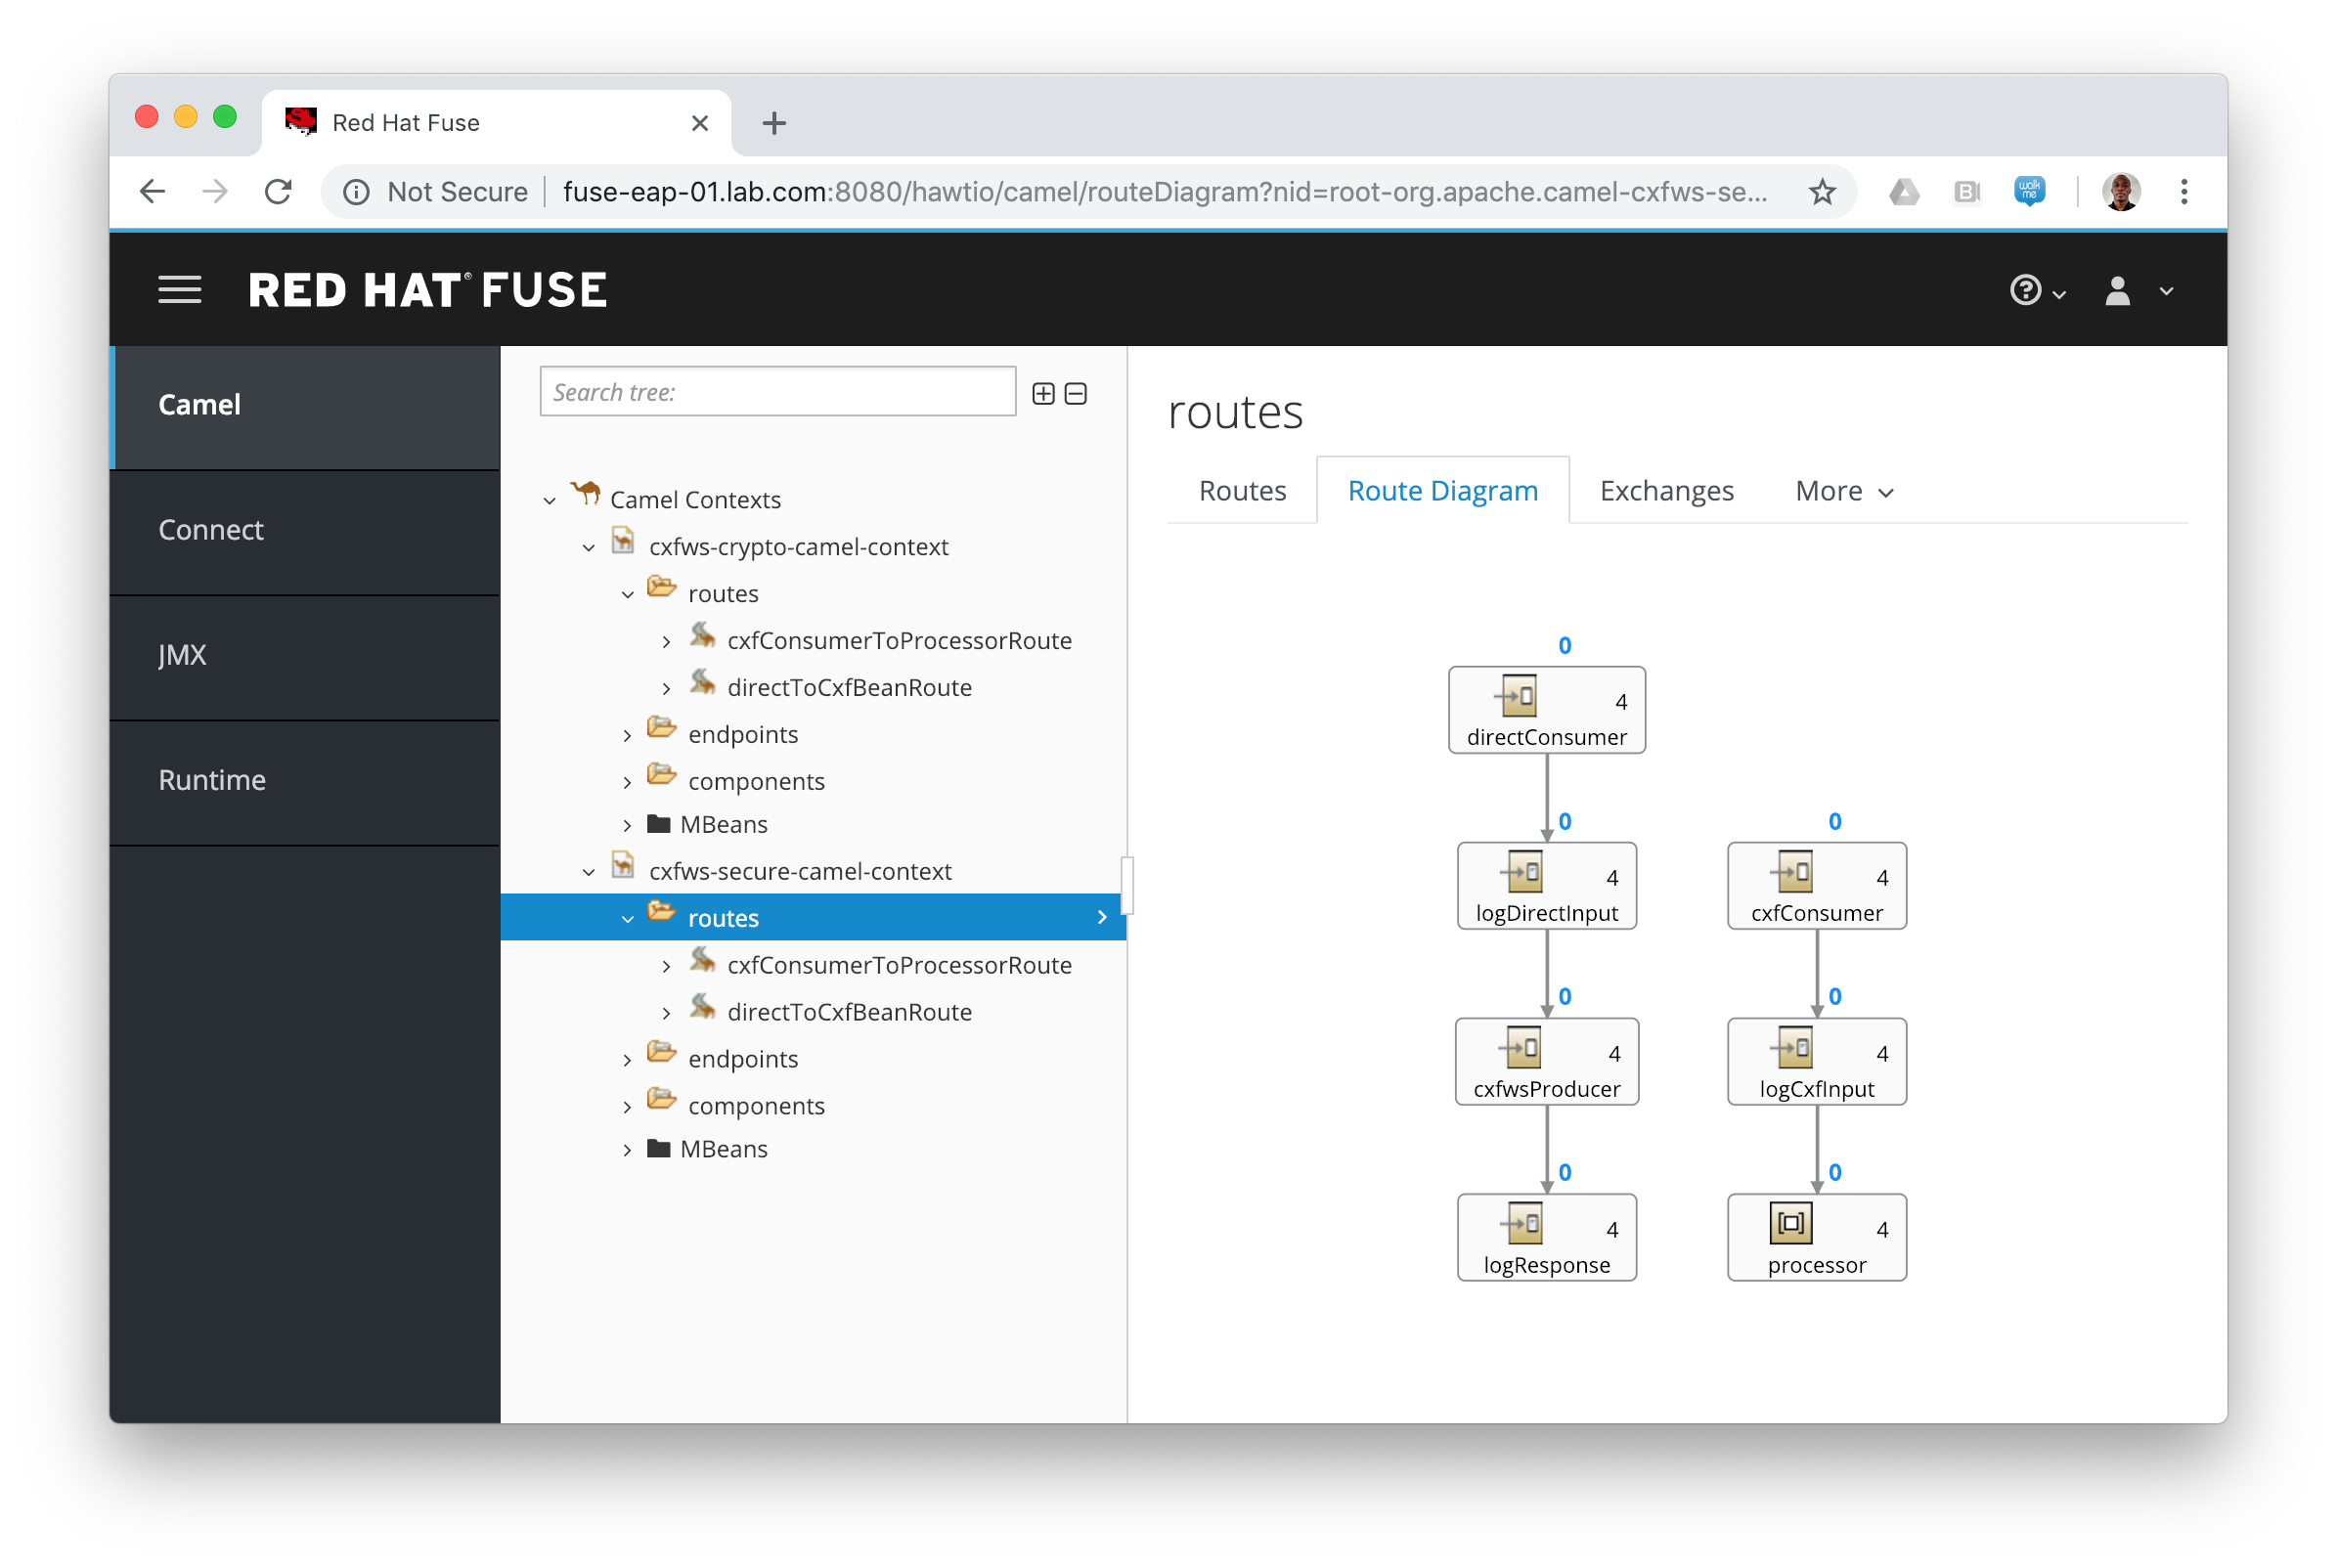 Red Hat Fuse
Not Secure
fuse-eap-01.lab.com:8080/hawtio/camel/routeDiagram?nid=root-org.apache.camel-cxfws-se...
walk
me
RED HAT® FUSE
Camel
Connect
JMX
Runtime
Search tree:
Camel Contexts
cxfws-crypto-camel-context
routes
cxfConsumerToProcessorRoute
directToCxfBeanRoute
endpoints
components
MBeans
cxfws-secure-camel-context
routes
cxfConsumerToProcessorRoute
directToCxfBeanRoute
endpoints
components
MBeans
routes
Routes
Route Diagram
Exchanges
More
0
4
directConsumer
0
4
logDirectInput
0
4
cxfwsProducer
0
4
logResponse
0
4
cxfConsumer
0
4
logCxfInput
0
4
processor